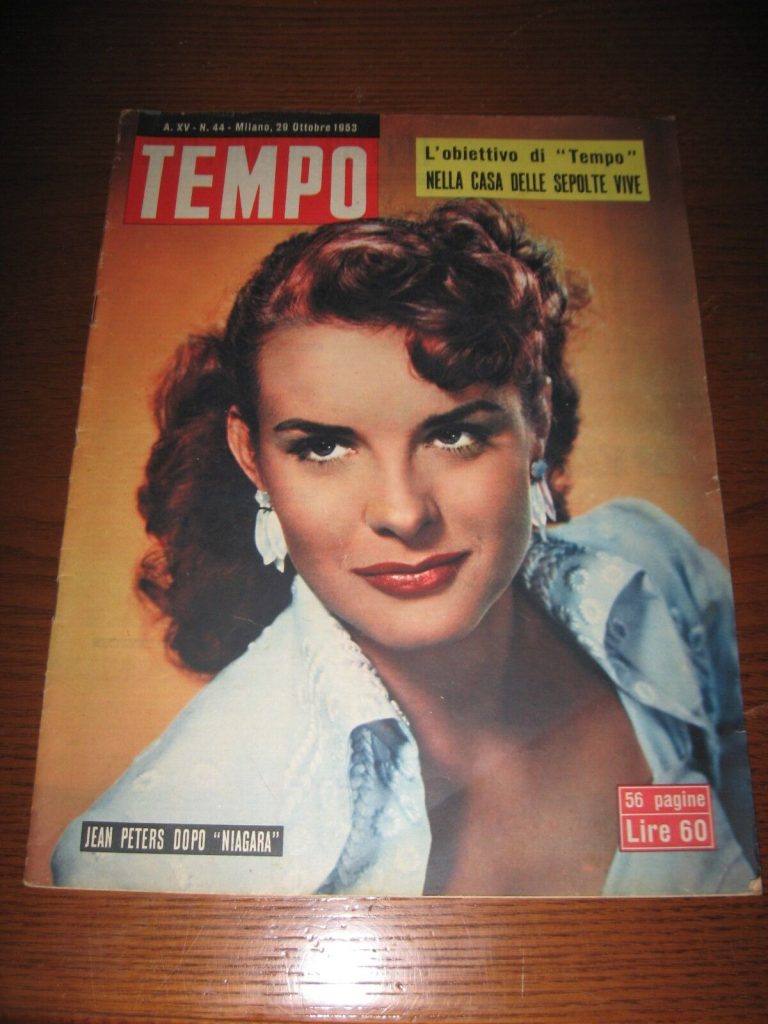 A. XV - N. 44 - Milano, 29 Ottobre 1953
TEMPO
L'obiettivo di "Tempo"
NELLA CASA DELLE SEPOLTE VIVE
JEAN PETERS DOPO "NIAGARA"
56 pagine
Lire 60